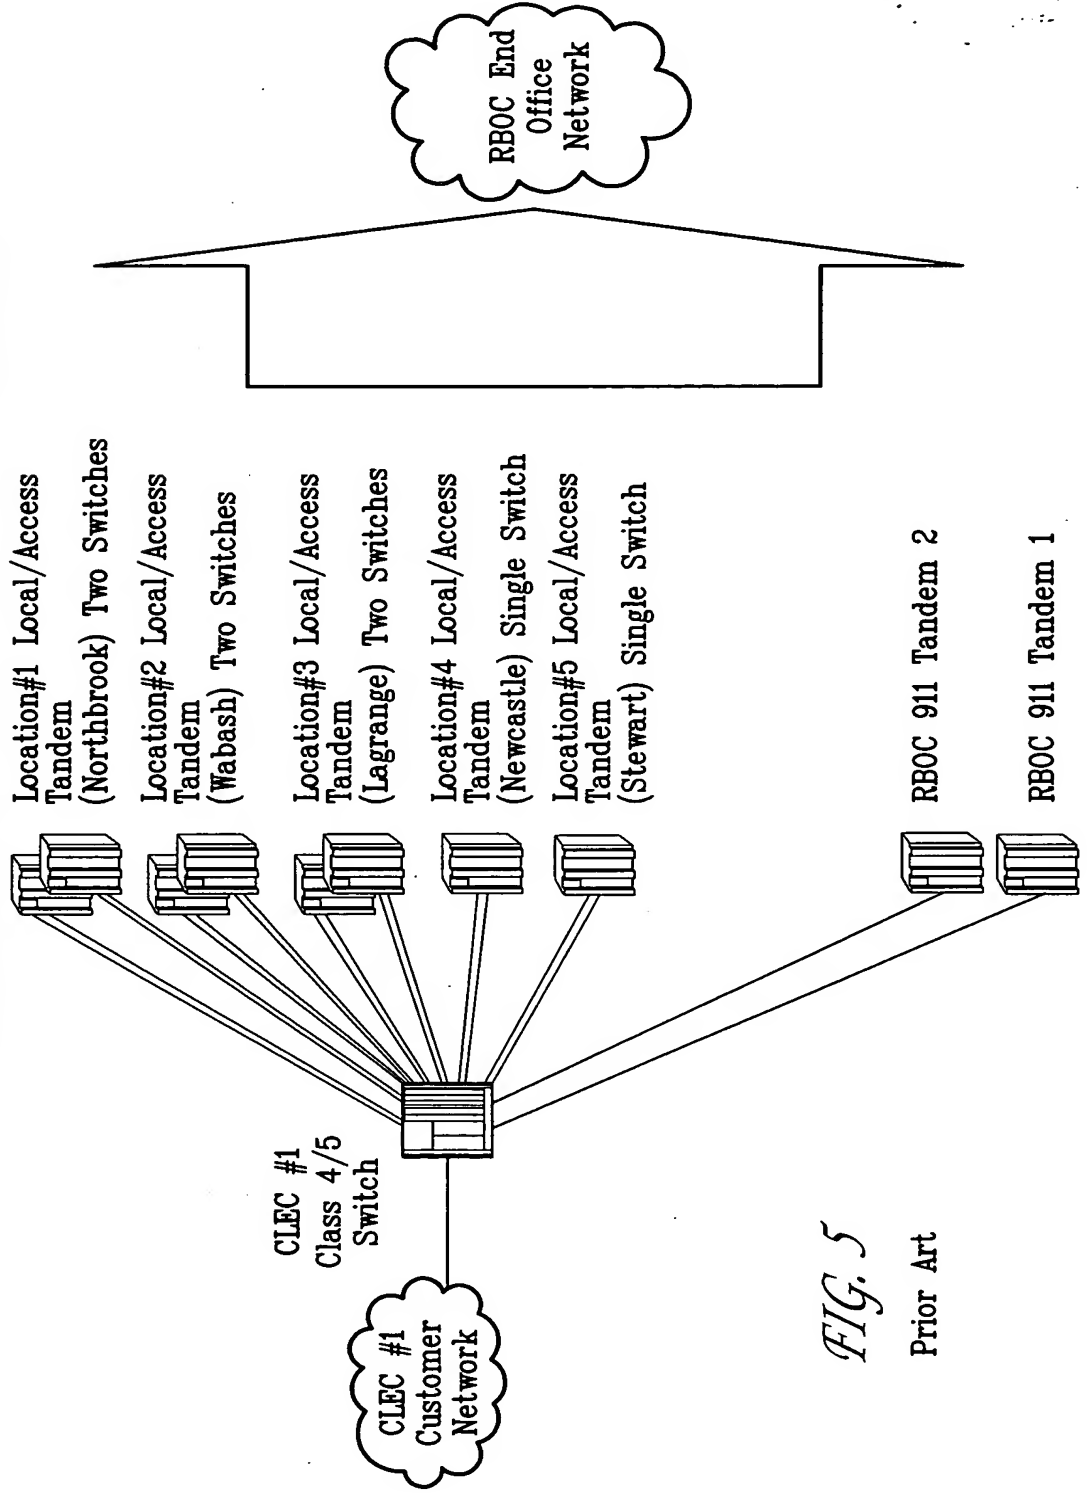 Location#1 Local/Access
Tandem
(Northbrook) Two Switches
Location#2 Local/Access
Tandem
(Wabash) Two Switches
Location#3 Local/Access
Tandem
(Lagrange) Two Switches
Location#4 Local/Access
Tandem
(Newcastle) Single Switch
Location#5 Local/Access
Tandem
(Stewart) Single Switch
RBOC 911 Tandem 2
RBOC 911 Tandem 1
CLEC #1
Class 4/5
Switch
CLEC #1
Customer
Network
RBOC End
Office
Network
FIG. 5
Prior Art